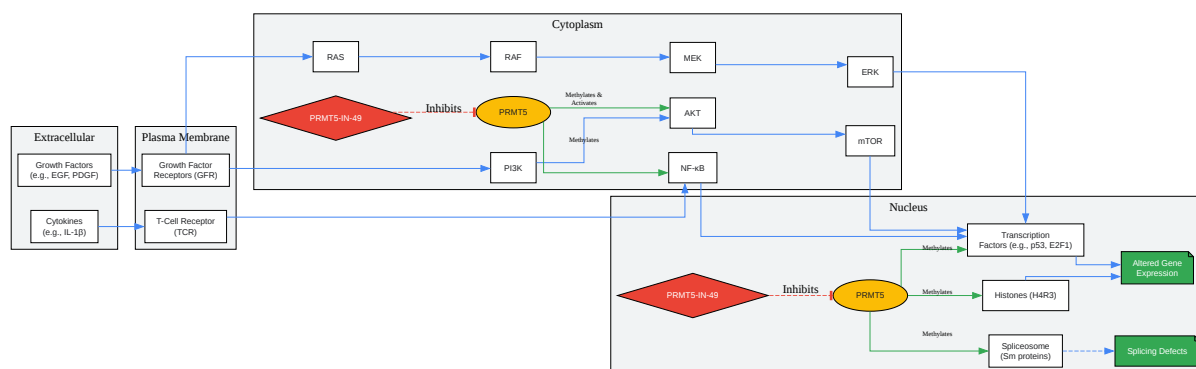 Cytoplasm
RAS
RAF
MEK
ERK
PRMT5-IN-49
Inhibits
PRMT5
Methylates &
Activates
AKT
Methylates
mTOR
PI3K
NF-κB
Extracellular
Growth Factors
(e.g., EGF, PDGF)
Cytokines
(e.g., IL-1β)
Plasma Membrane
Growth Factor
Receptors (GFR)
T-Cell Receptor
(TCR)
Nucleus
Transcription
Factors (e.g., p53, E2F1)
Methylates
Altered Gene
Expression
PRMT5-IN-49
Inhibits
PRMT5
Methylates
Histones (H4R3)
Methylates
Spliceosome
(Sm proteins)
Splicing Defects